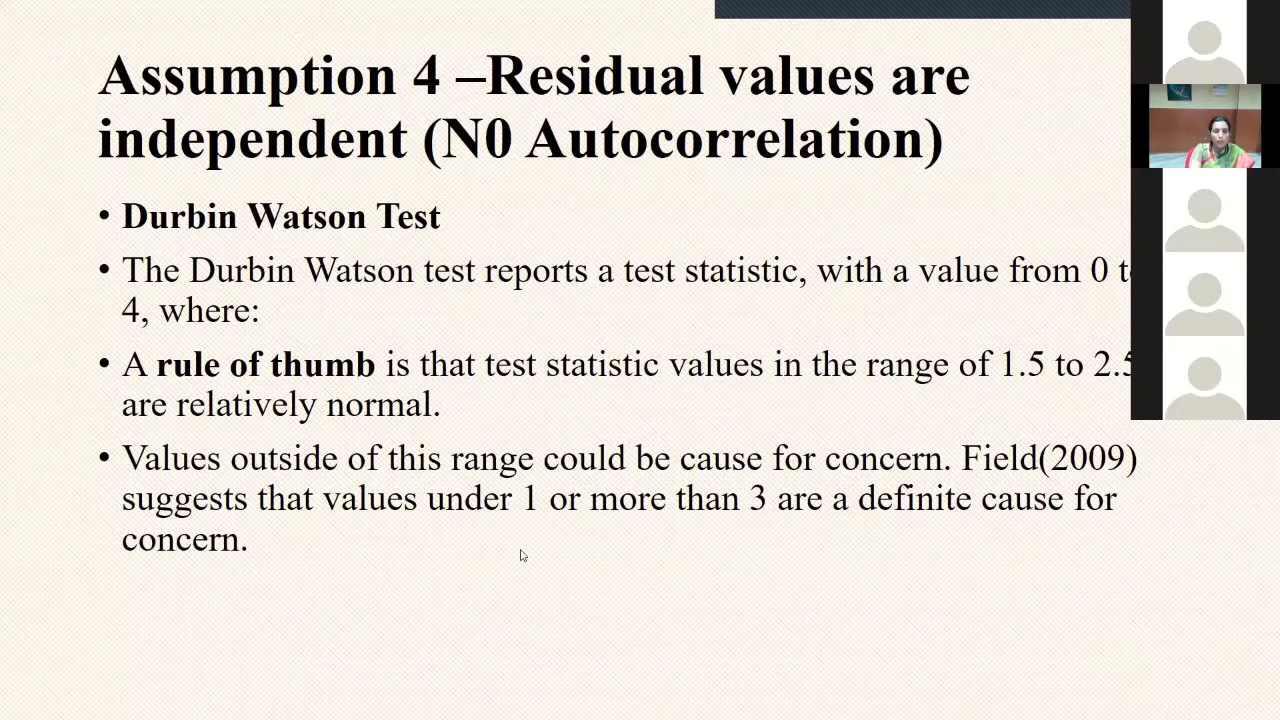 Assumption 4 –Residual values are
independent (N0 Autocorrelation)
• Durbin Watson Test
• The Durbin Watson test reports a test statistic, with a value from 0
4, where:
• A rule of thumb is that test statistic values in the range of 1.5 to 2.5
are relatively normal.
• Values outside of this range could be cause for concern. Field(2009)
suggests that values under 1 or more than 3 are a definite cause for
concern.